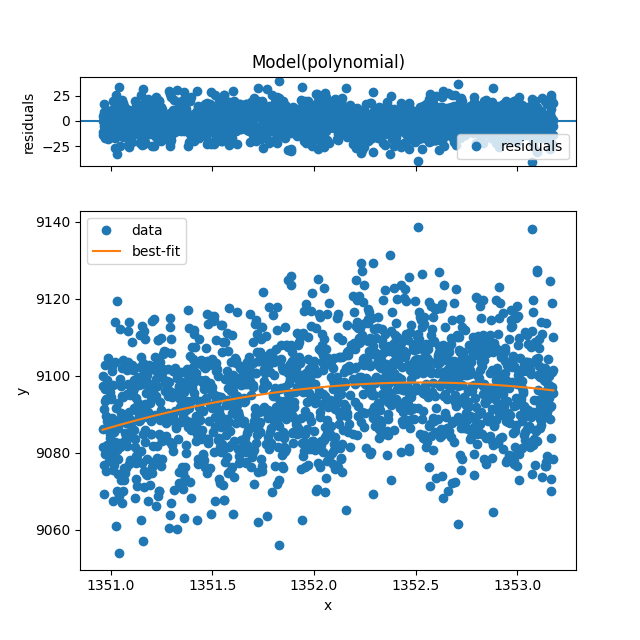 Model(polynomial)
residuals
25
0
−25
residuals
9140
9120
9100
9080
9060
y
data
best-fit
1351.0 1351.5 1352.0 1352.5 1353.0
x